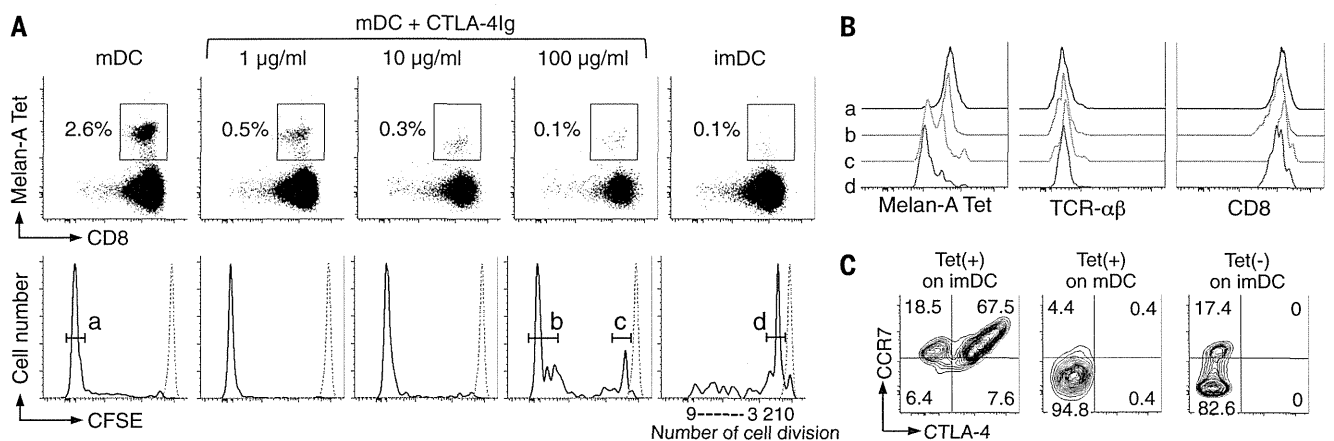 A
mDC + CTLA-4Ig
mDC
1 µg/ml
10 µg/ml
100 µg/ml
imDC
Melan-A Tet
2.6%
0.5%
0.3%
0.1%
0.1%
CD8
Cell number
a
b
c
d
CFSE
9------3 210
Number of cell division
B
a
b
c
d
Melan-A Tet
TCR-αβ
CD8
C
Tet(+)
on imDC
Tet(+)
on mDC
Tet(-)
on imDC
CCR7
18.5
67.5
6.4
7.6
4.4
0.4
94.8
0.4
17.4
0
82.6
0
CTLA-4